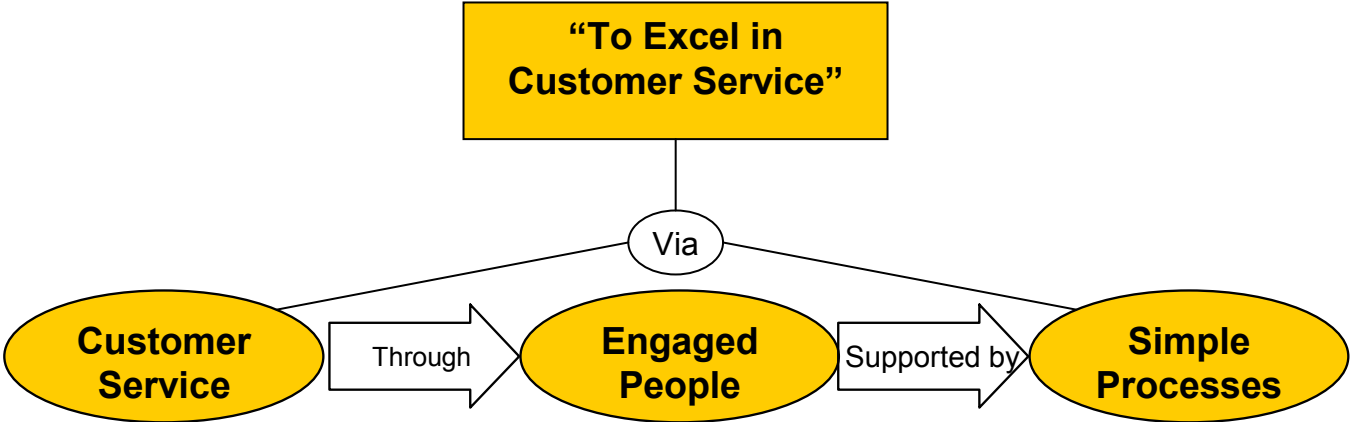 “To Excel in
Customer Service”
Via
Customer
Service
Through
Engaged
People
Supported by
Simple
Processes